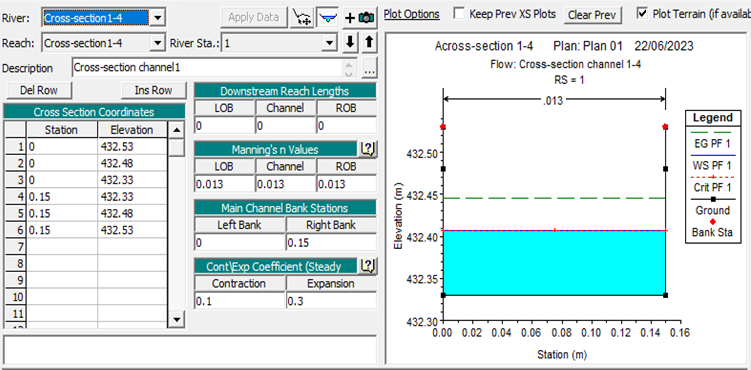 River: Cross-section1-4 Apply Data
Reach: Cross-section1-4 River Sta.: 1
Description Cross-section channel1 ...
Del Row Ins Row
Cross Section Coordinates
Station Elevation
1 0 432.53
2 0 432.48
3 0 432.33
4 0.15 432.33
5 0.15 432.48
6 0.15 432.53
7
8
9
10
11
Downstream Reach Lengths
LOB Channel ROB
0 0 0
Manning's n Values
LOB Channel ROB
0.013 0.013 0.013
Main Channel Bank Stations
Left Bank Right Bank
0 0.15
Cont\Exp Coefficient (Steady
Contraction Expansion
0.1 0.3
Plot Options Keep Prev XS Plots Clear Prev Plot Terrain (if availab
Across-section 1-4 Plan: Plan 01 22/06/2023
Flow: Cross-section channel 1-4
RS = 1
.013
Elevation (m)
432.50
432.45
432.40
432.35
432.30
0.00 0.02 0.04 0.06 0.08 0.10 0.12 0.14 0.16
Station (m)
Legend
EG PF 1
WS PF 1
Crit PF 1
Ground
Bank Sta